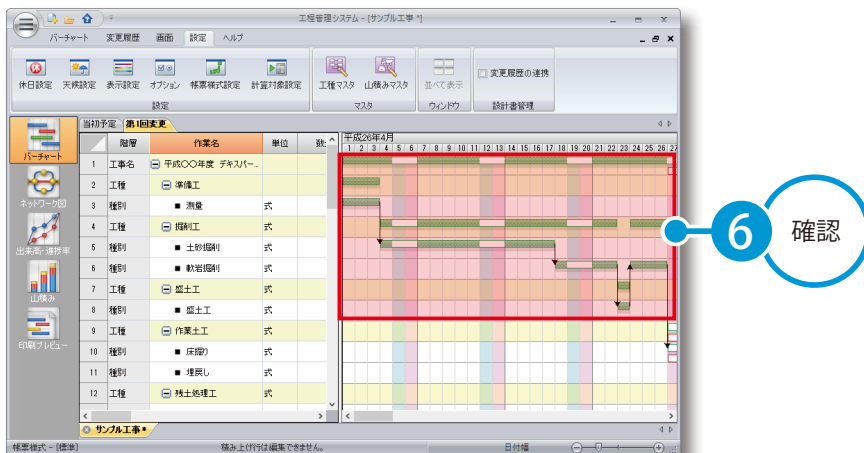 工程管理システム - [サンプル工事 *]
バーチャート 変更履歴 画面 設定 ヘルプ
休日設定 天候設定 表示設定 オプション 帳票様式設定 計算対象設定 工種マスタ 山積みマスタ 並べて表示 変更履歴の連携
設定 マスタ ウィンドウ 設計書管理
当初予定 第1回変更
バーチャート
ネットワーク図
出来高・進捗率
山積み
印刷プレビュー
階層 作業名 単位 数
平成26年4月
1 2 3 4 5 6 7 8 9 10 11 12 13 14 15 16 17 18 19 20 21 22 23 24 25 26 27
1 工事名 平成〇〇年度 デキスパー...
2 工種 準備工
3 種別 ■ 測量 式
4 工種 掘削工 式
5 種別 ■ 土砂掘削 式
6 種別 ■ 軟岩掘削 式
7 工種 盛土工 式
8 種別 ■ 盛土工 式
9 工種 作業土工 式
10 種別 ■ 床掘り 式
11 種別 ■ 埋戻し 式
12 工種 残土処理工 式
6 確認
サンプル工事*
帳票様式 - [標準] 積み上げ行は編集できません。 日付幅